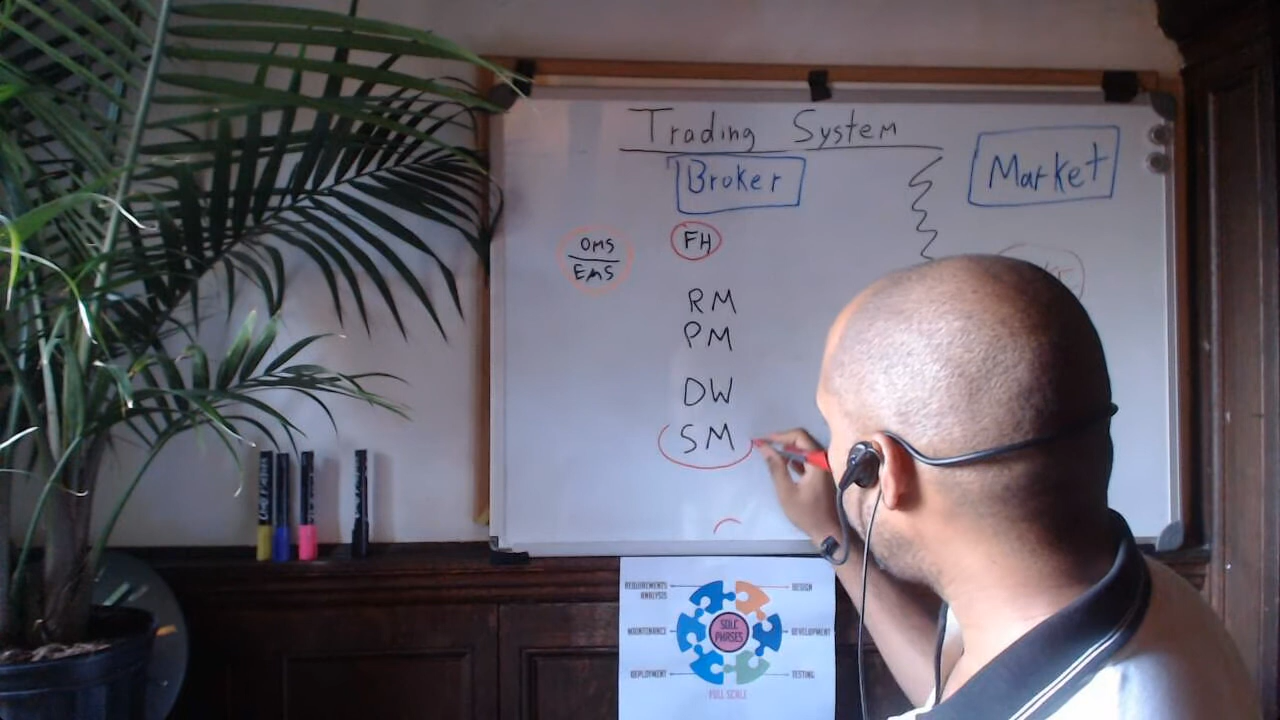 Trading System
Broker
Market
OMS
EMS
FH
RM
PM
DW
SM
REQUIREMENTS
ANALYSIS
DESIGN
MAINTENANCE
SDLC
PHASES
DEVELOPMENT
DEPLOYMENT
TESTING
FULL SCALE